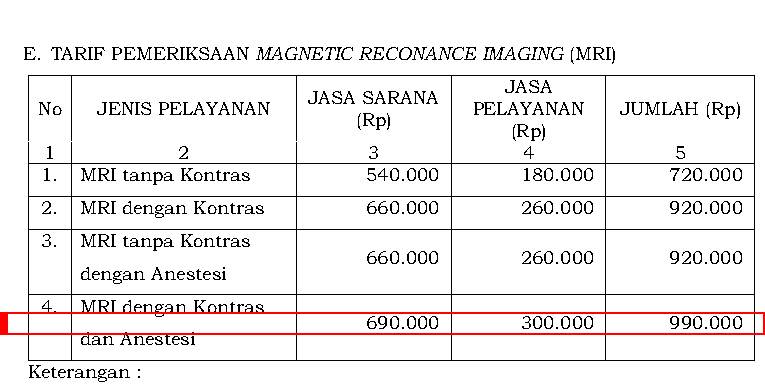 E. TARIF PEMERIKSAAN MAGNETIC RECONANCE IMAGING (MRI)
No JENIS PELAYANAN JASA SARANA (Rp) JASA PELAYANAN (Rp) JUMLAH (Rp)
1 2 3 4 5
1. MRI tanpa Kontras 540.000 180.000 720.000
2. MRI dengan Kontras 660.000 260.000 920.000
3. MRI tanpa Kontras
dengan Anestesi 660.000 260.000 920.000
4. MRI dengan Kontras
dan Anestesi 690.000 300.000 990.000
Keterangan :